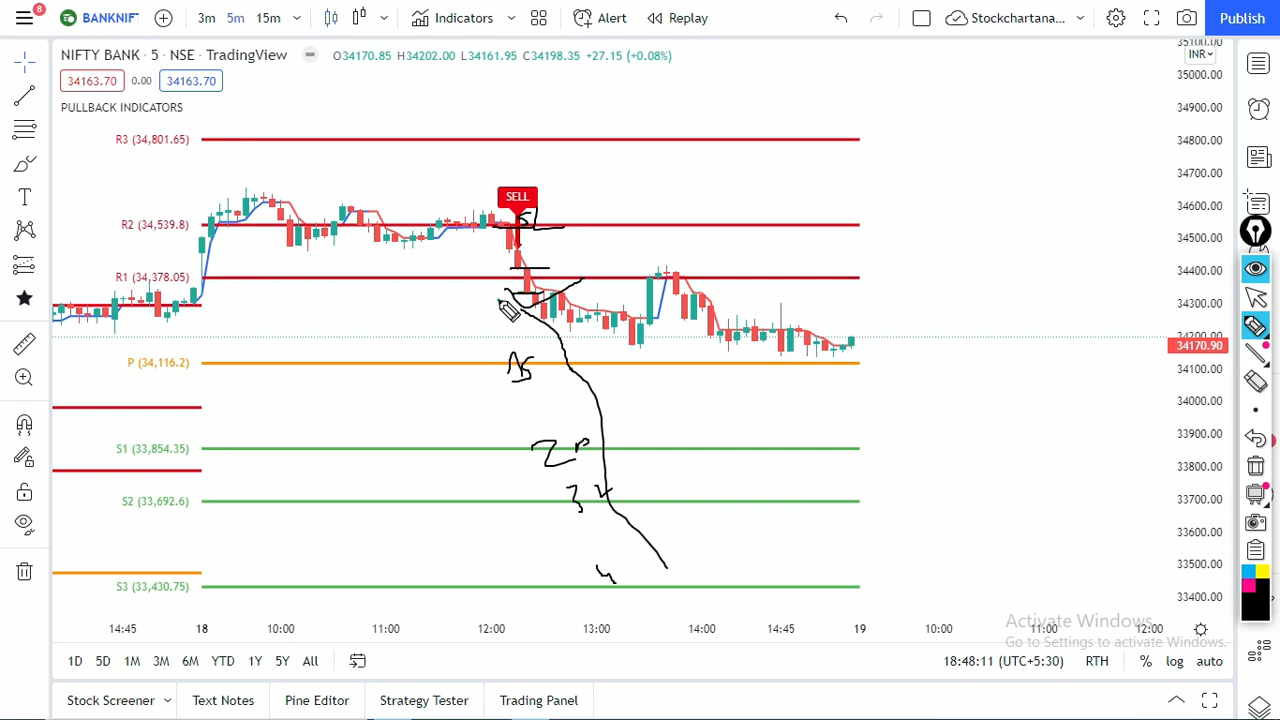 8
BANKNIF
3m 5m 15m
Indicators
Alert
Replay
Stockchartana...
Publish
NIFTY BANK · 5 · NSE · TradingView
O34170.85 H34202.00 L34161.95 C34198.35 +27.15 (+0.08%)
INR
34163.70 0.00 34163.70
PULLBACK INDICATORS
35100.00
35000.00
34900.00
34800.00
34700.00
34600.00
34500.00
34400.00
34300.00
34200.00
34170.90
34100.00
34000.00
33900.00
33800.00
33700.00
33600.00
33500.00
33400.00
R3 (34,801.65)
SELL
R2 (34,539.8)
R1 (34,378.05)
P (34,116.2)
S1 (33,854.35)
S2 (33,692.6)
S3 (33,430.75)
14:45 18 10:00 11:00 12:00 13:00 14:00 14:45 19 10:00 11:00 12:00
Activate Windows
Go to Settings to activate Windows.
1D 5D 1M 3M 6M YTD 1Y 5Y All
18:48:11 (UTC+5:30) RTH % log auto
Stock Screener Text Notes Pine Editor Strategy Tester Trading Panel